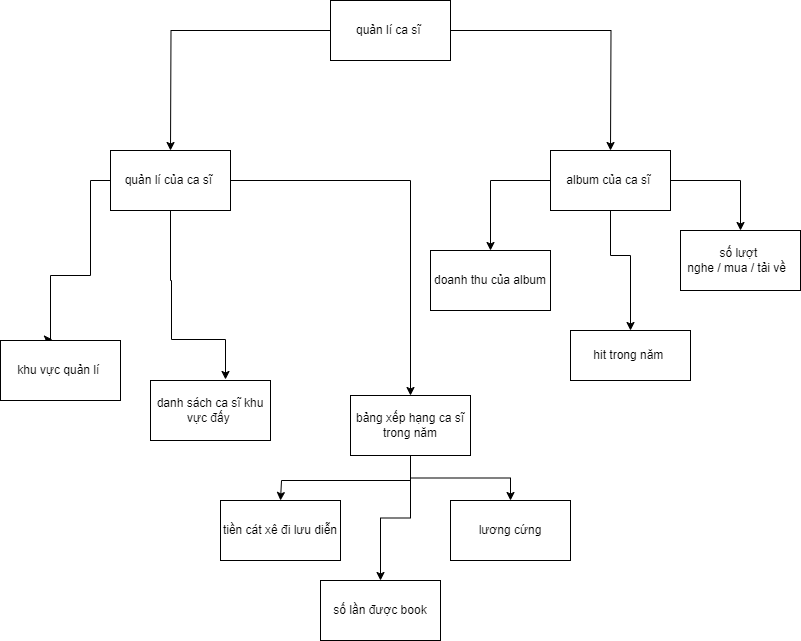 quản lí ca sĩ
quản lí của ca sĩ
album của ca sĩ
số lượt
nghe / mua / tải về
doanh thu của album
hit trong năm
khu vực quản lí
danh sách ca sĩ khu
vực đấy
bảng xếp hạng ca sĩ
trong năm
tiền cát xê đi lưu diễn
lương cứng
số lần được book